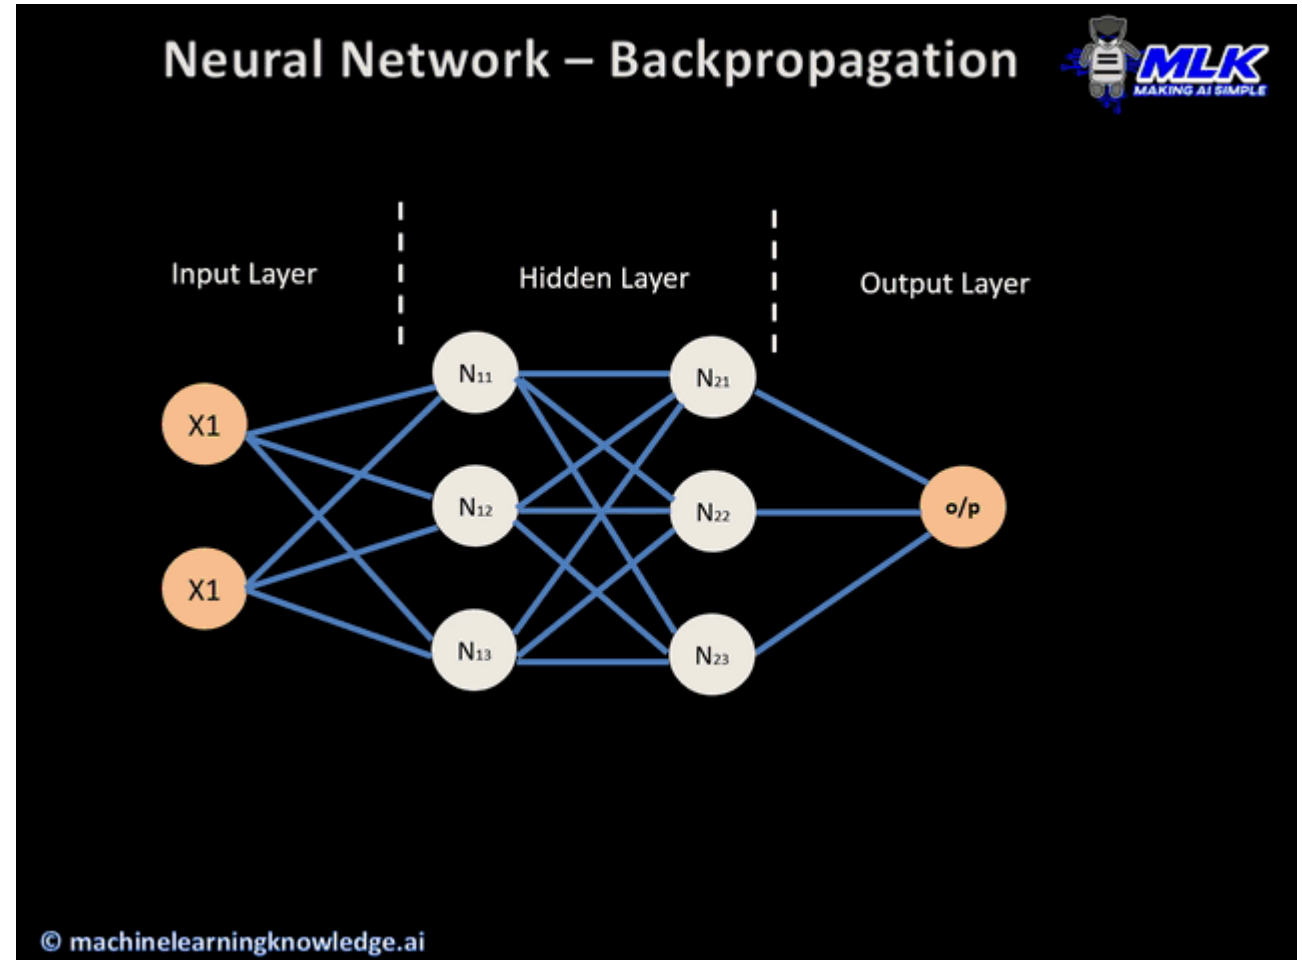 Neural Network – Backpropagation
MLK
MAKING AI SIMPLE
Input Layer
Hidden Layer
Output Layer
N₁₁
N₂₁
X1
N₁₂
N₂₂
o/p
X1
N₁₃
N₂₃
© machinelearningknowledge.ai